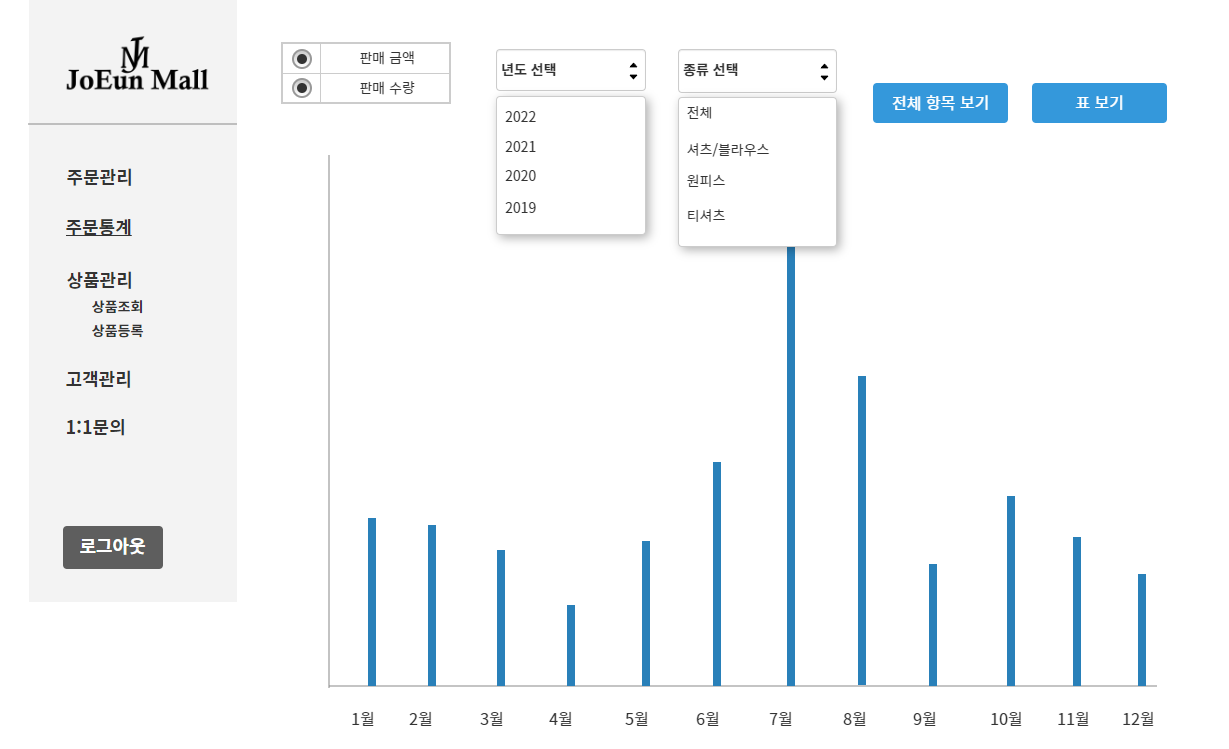 JM
JoEun Mall
주문관리
주문통계
상품관리
상품조회
상품등록
고객관리
1:1문의
로그아웃
판매 금액
판매 수량
년도 선택
2022
2021
2020
2019
종류 선택
전체
셔츠/블라우스
원피스
티셔츠
전체 항목 보기
표 보기
1월 2월 3월 4월 5월 6월 7월 8월 9월 10월 11월 12월